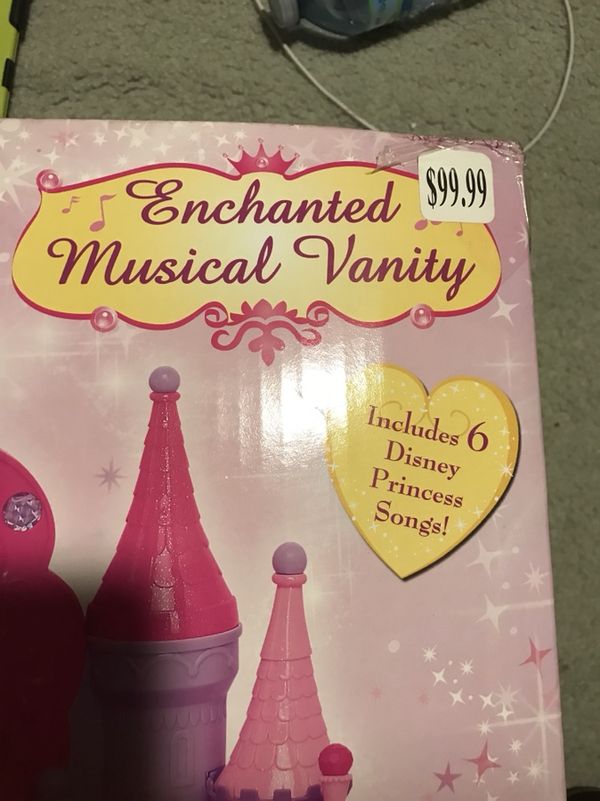 $99.99
Enchanted
Musical Vanity
Includes 6
Disney
Princess
Songs!